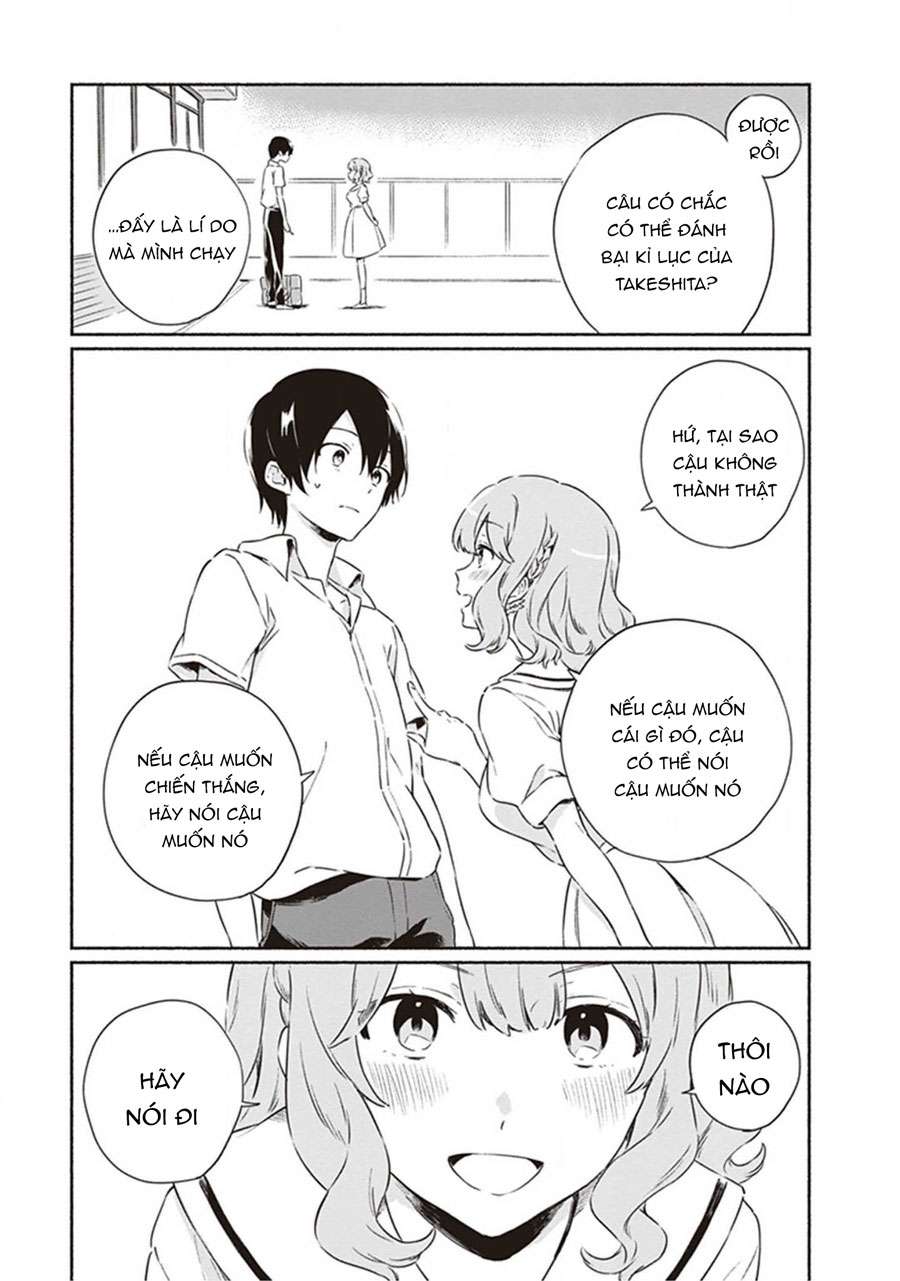 ĐƯỢC
RỒI
CÂU CÓ CHẮC
CÓ THỂ ĐÁNH
BẠI KỈ LỤC CỦA
TAKESHITA?
...ĐẤY LÀ LÍ DO
MÀ MÌNH CHẠY
HỨ, TẠI SAO
CẬU KHÔNG
THÀNH THẬT
NẾU CẬU MUỐN
CÁI GÌ ĐÓ, CẬU
CÓ THỂ NÓI
CẬU MUỐN NÓ
NẾU CẬU MUỐN
CHIẾN THẮNG,
HÃY NÓI CẬU
MUỐN NÓ
THÔI
NÀO
HÃY
NÓI ĐI